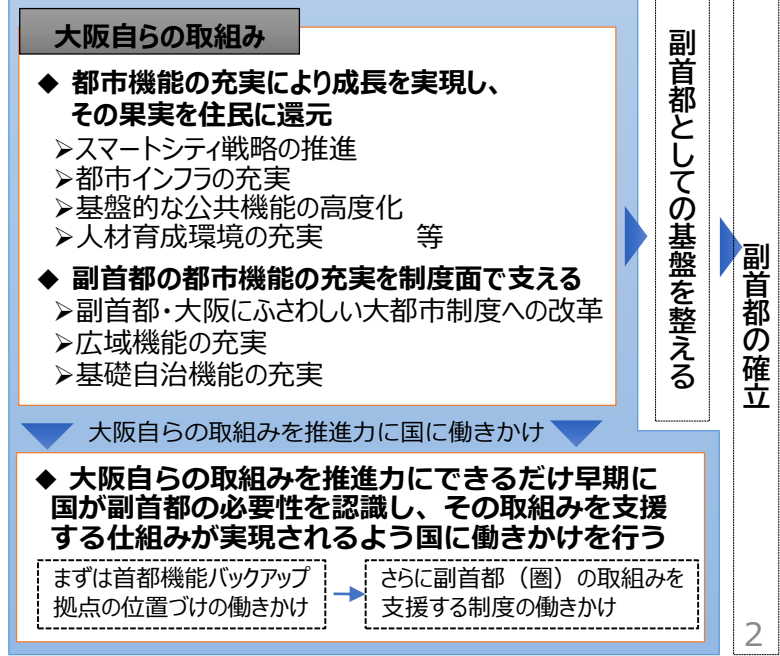 大阪自らの取組み
◆ 都市機能の充実により成長を実現し、
その果実を住民に還元
➢スマートシティ戦略の推進
➢都市インフラの充実
➢基盤的な公共機能の高度化
➢人材育成環境の充実 等
◆ 副首都の都市機能の充実を制度面で支える
➢副首都・大阪にふさわしい大都市制度への改革
➢広域機能の充実
➢基礎自治機能の充実
大阪自らの取組みを推進力に国に働きかけ
◆ 大阪自らの取組みを推進力にできるだけ早期に
国が副首都の必要性を認識し、その取組みを支援
する仕組みが実現されるよう国に働きかけを行う
まずは首都機能バックアップ
拠点の位置づけの働きかけ
さらに副首都（圏）の取組みを
支援する制度の働きかけ
副首都としての基盤を整える
副首都の確立
2